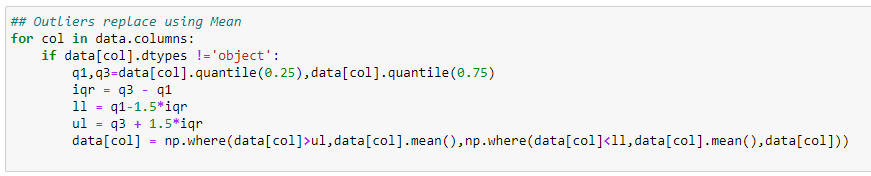 ## Outliers replace using Mean
for col in data.columns:
    if data[col].dtypes !='object':
        q1,q3=data[col].quantile(0.25),data[col].quantile(0.75)
        iqr = q3 - q1
        ll = q1-1.5*iqr
        ul = q3 + 1.5*iqr
        data[col] = np.where(data[col]>ul,data[col].mean(),np.where(data[col]<ll,data[col].mean(),data[col]))